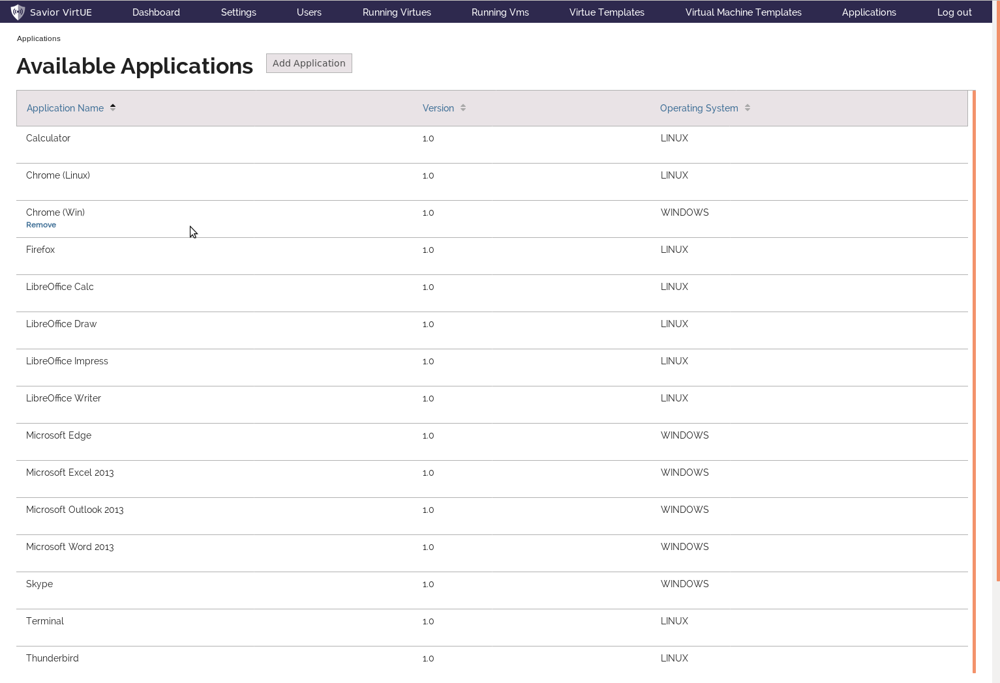 Savior VirtUE Dashboard Settings Users Running Virtues Running Vms Virtue Templates Virtual Machine Templates Applications Log out
Applications
Available Applications Add Application
Application Name Version Operating System
Calculator 1.0 LINUX
Chrome (Linux) 1.0 LINUX
Chrome (Win) 1.0 WINDOWS
Remove
Firefox 1.0 LINUX
LibreOffice Calc 1.0 LINUX
LibreOffice Draw 1.0 LINUX
LibreOffice Impress 1.0 LINUX
LibreOffice Writer 1.0 LINUX
Microsoft Edge 1.0 WINDOWS
Microsoft Excel 2013 1.0 WINDOWS
Microsoft Outlook 2013 1.0 WINDOWS
Microsoft Word 2013 1.0 WINDOWS
Skype 1.0 WINDOWS
Terminal 1.0 LINUX
Thunderbird 1.0 LINUX